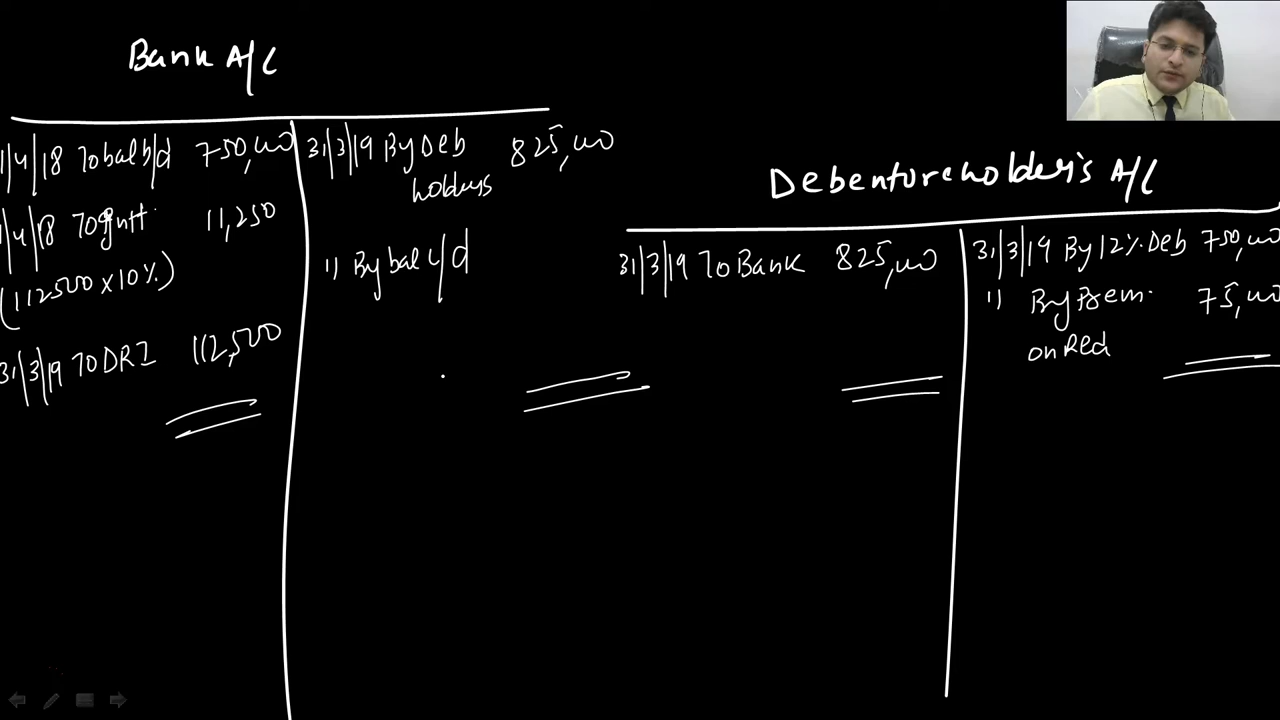 Bank A/C
1/4/18 To bal b/d 750,000
31/3/19 By Deb holders 825,000
1/4/18 To Intt. 11,250
(112500 x 10%)
11 By bal c/d
31/3/19 To DRI 112,500
Debentureholder's A/C
31/3/19 To Bank 825,000
31/3/19 By 12% Deb 750,000
11 By Prem. on Red 75,000